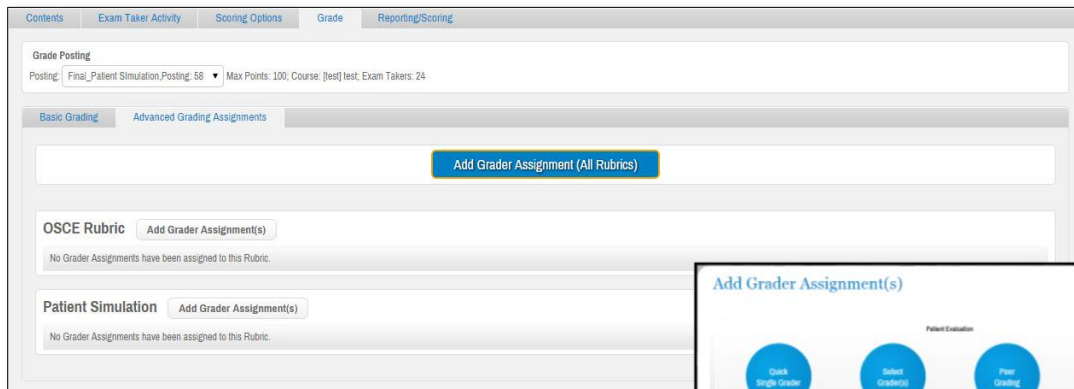 Contents Exam Taker Activity Scoring Options Grade Reporting/Scoring
Grade Posting
Posting: Final_Patient Simulation,Posting: 58 Max Points: 100; Course: [test] test; Exam Takers: 24
Basic Grading Advanced Grading Assignments
Add Grader Assignment (All Rubrics)
OSCE Rubric Add Grader Assignment(s)
No Grader Assignments have been assigned to this Rubric.
Patient Simulation Add Grader Assignment(s)
No Grader Assignments have been assigned to this Rubric.
Add Grader Assignment(s)
Patient Evaluation
Quick
Single Grader
Select
Grader(s)
Peer
Grading